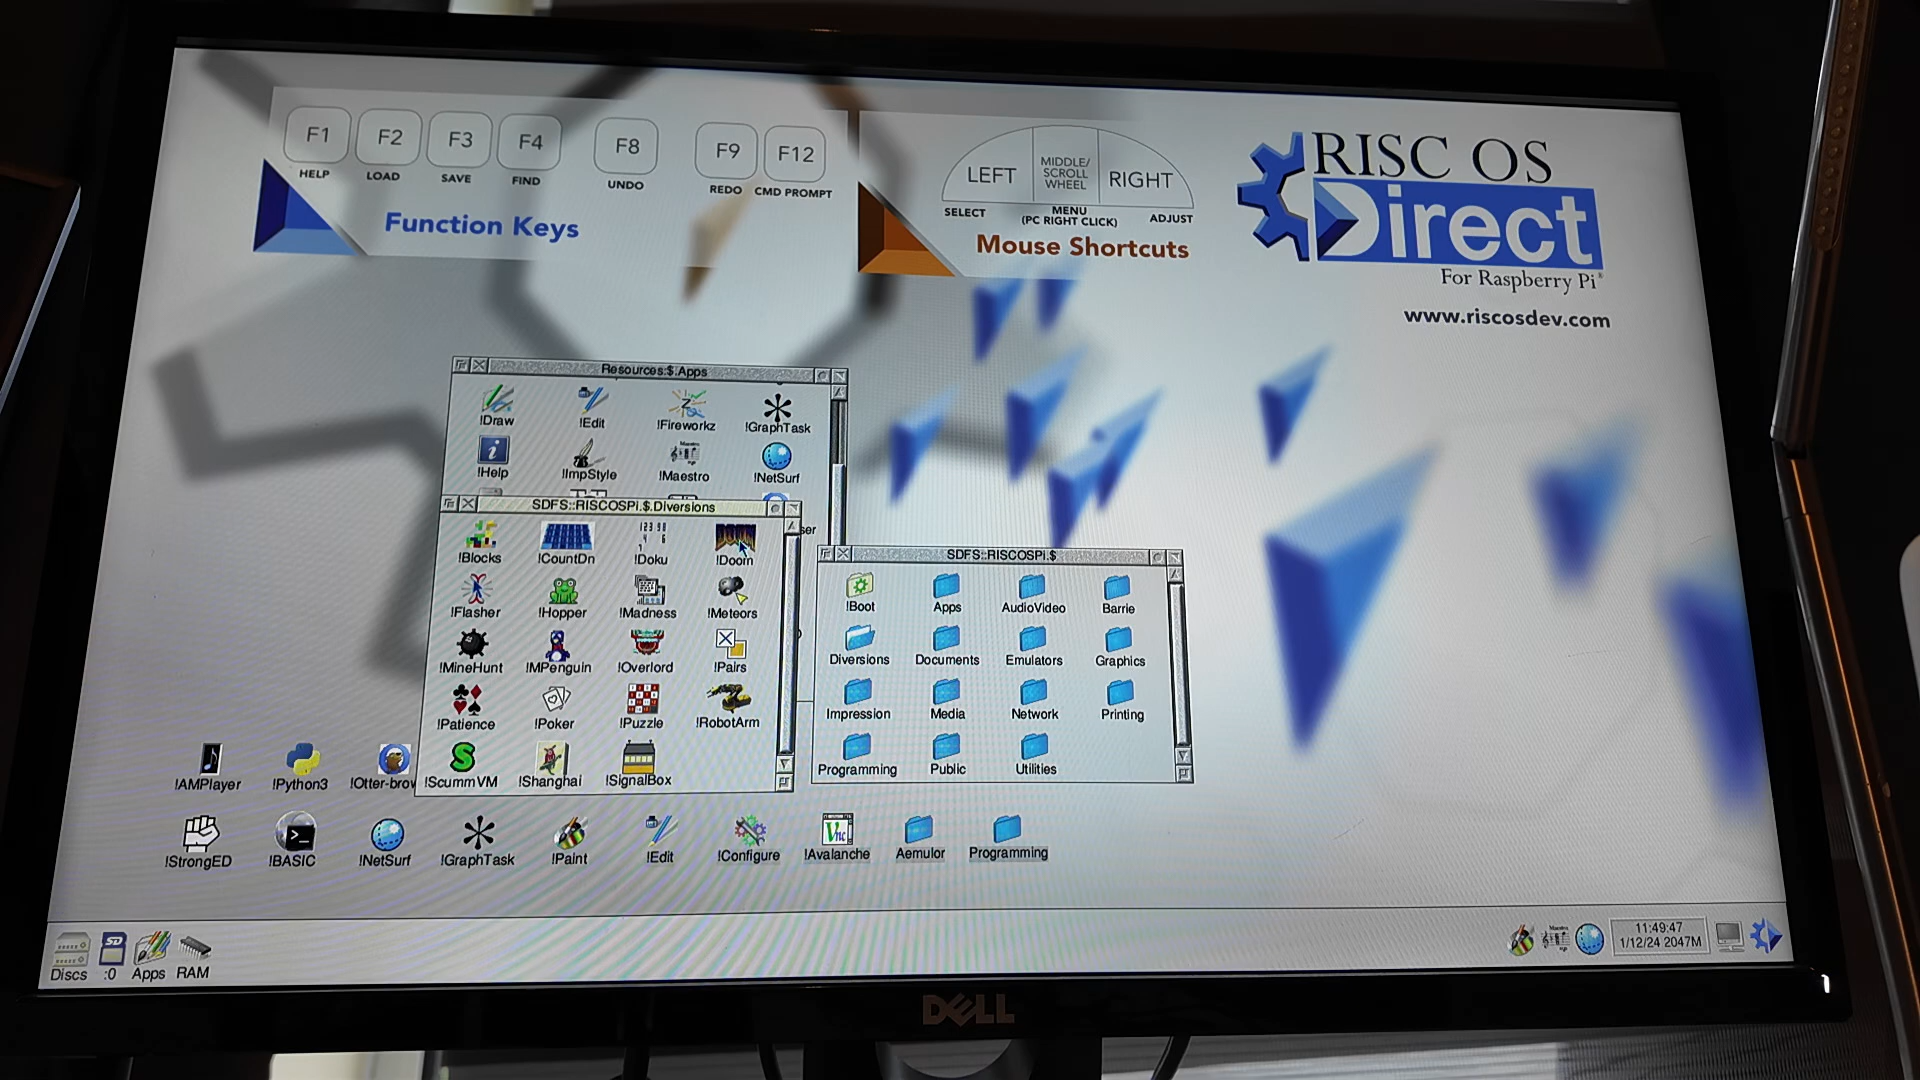 F1 F2 F3 F4 F8 F9 F12
HELP LOAD SAVE FIND UNDO REDO CMD PROMPT
Function Keys
LEFT MIDDLE/ SCROLL WHEEL RIGHT
SELECT MENU (PC RIGHT CLICK) ADJUST
Mouse Shortcuts
RISC OS
Direct
For Raspberry Pi®
www.riscosdev.com
Resources:$.Apps
!Draw !Edit !Fireworkz !GraphTask
!Help !ImpStyle !Maestro !NetSurf
SDFS::RISCOSPi.$.Diversions
!Blocks !CountDn !Doku !Doom
!Flasher !Hopper !Madness !Meteors
!MineHunt !MPenguin !Overlord !Pairs
!Patience !Poker !Puzzle !RobotArm
!ScummVM !Shanghai !SignalBox
SDFS::RISCOSPi.$
!Boot Apps AudioVideo Barrie
Diversions Documents Emulators Graphics
Impression Media Network Printing
Programming Public Utilities
!AMPlayer !Python3 !Otter-brow
!StrongED !BASIC !NetSurf !GraphTask !Paint !Edit !Configure !Avalanche Aemulor Programming
Discs :0 Apps RAM
11:49:47
1/12/24 2047M
DELL